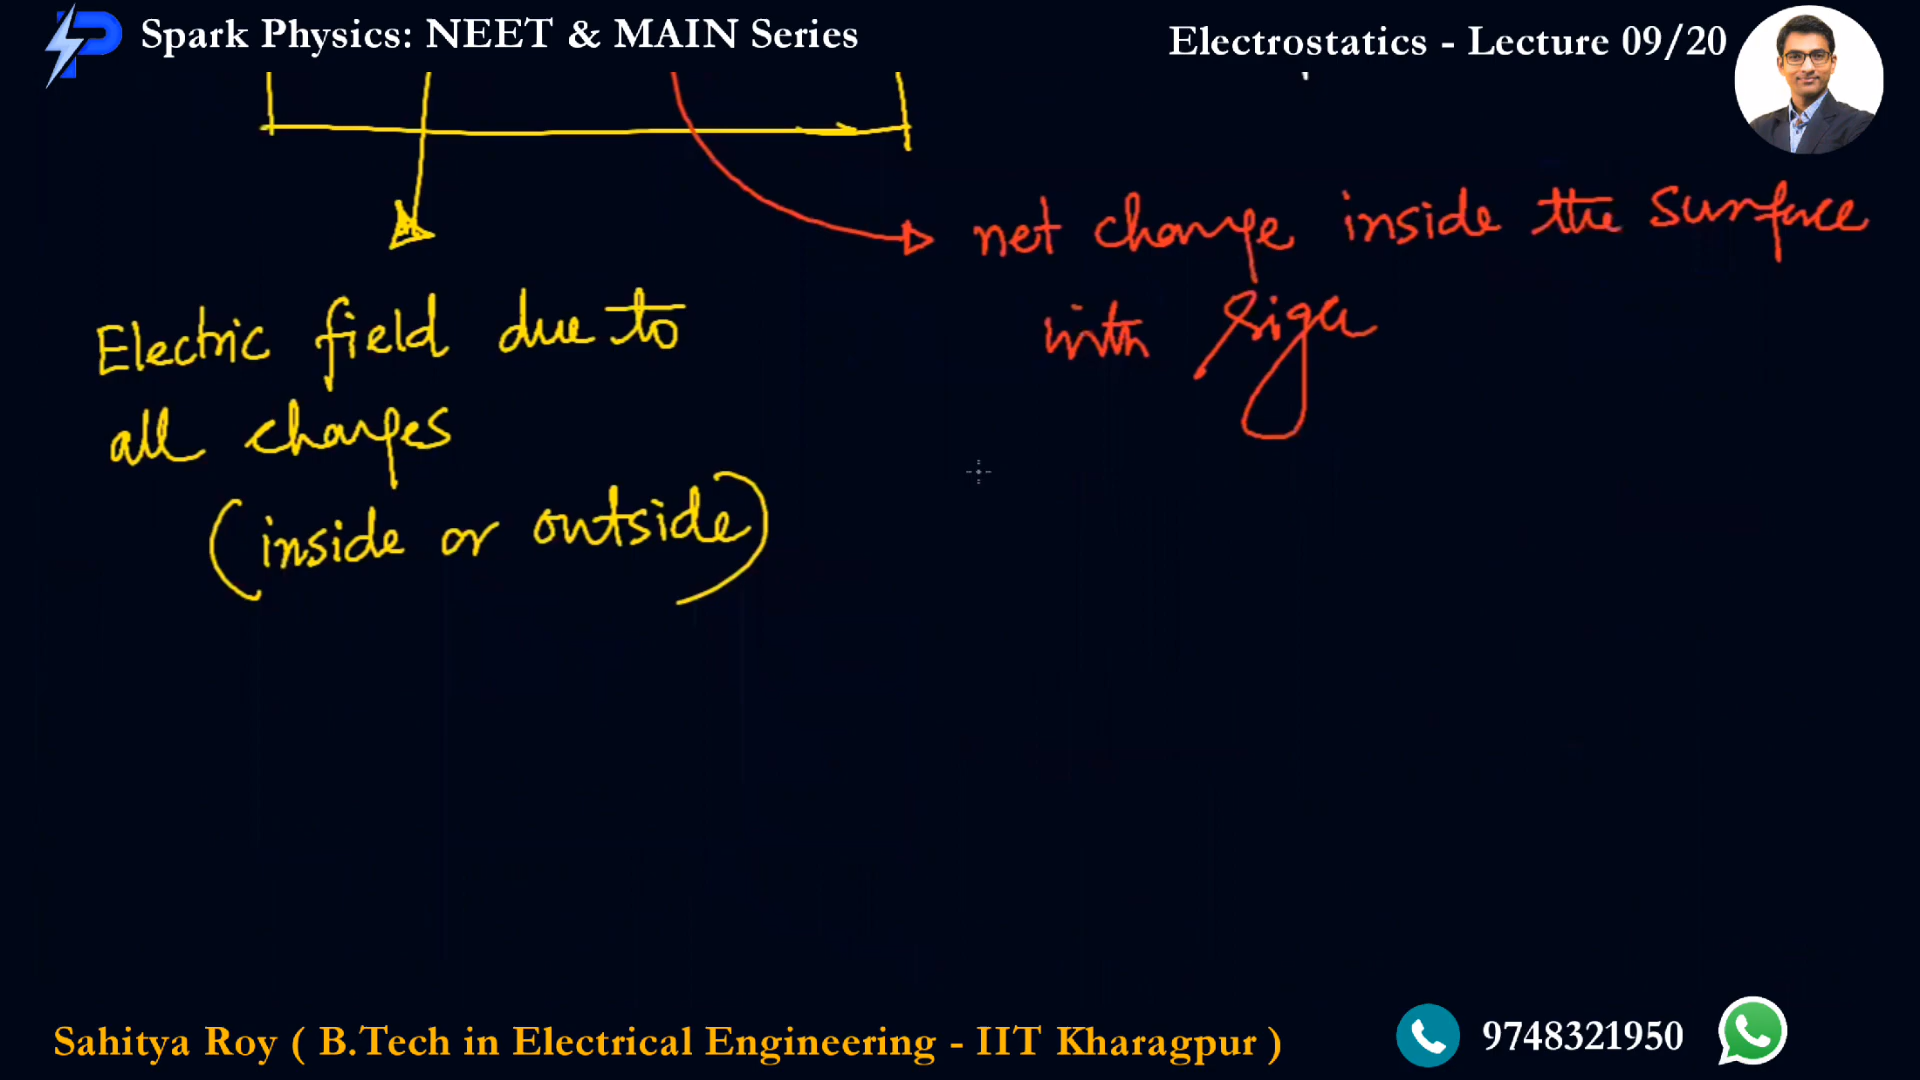 Spark Physics: NEET & MAIN Series
Electrostatics - Lecture 09/20
net charge inside the surface
with sign
Electric field due to
all charges
(inside or outside)
Sahitya Roy ( B.Tech in Electrical Engineering - IIT Kharagpur )
9748321950